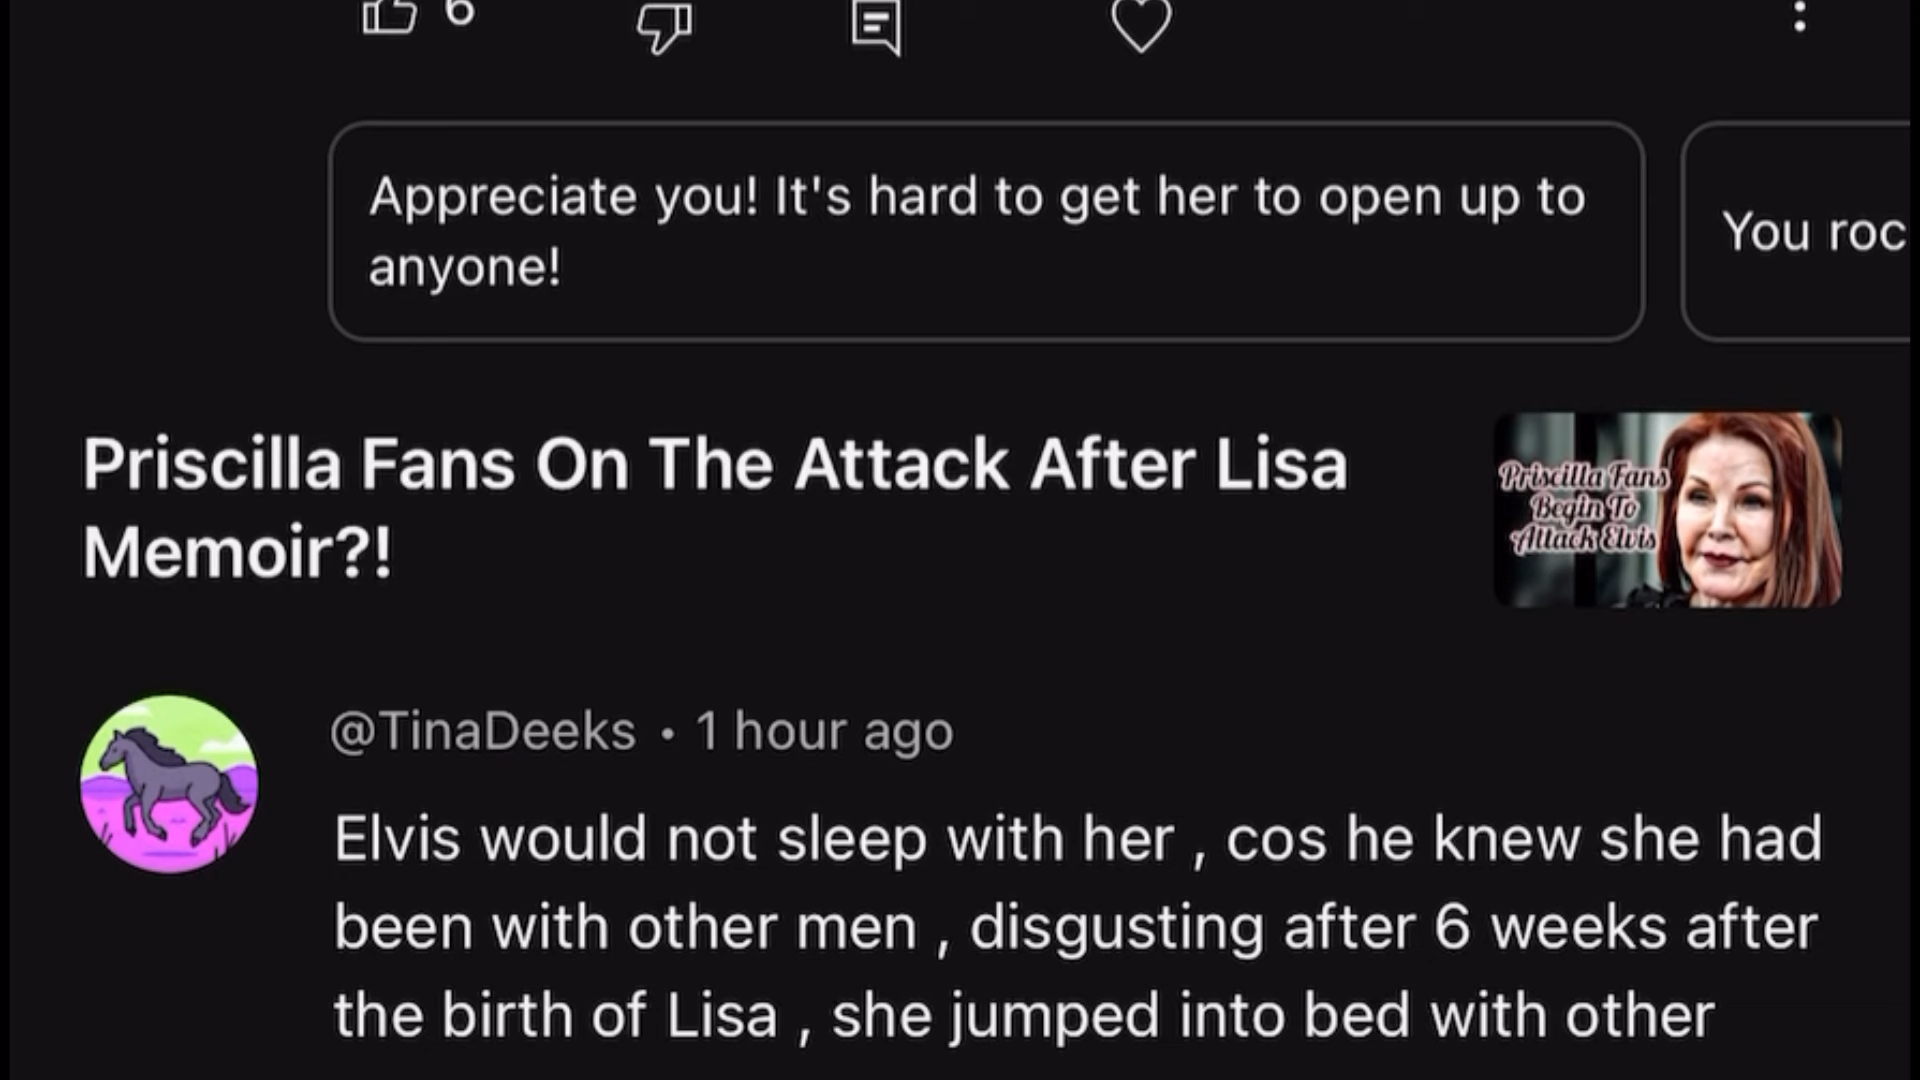 6
Appreciate you! It's hard to get her to open up to
anyone!
You roc
Priscilla Fans On The Attack After Lisa
Memoir?!
Priscilla Fans
Begin To
Attack Elvis
@TinaDeeks • 1 hour ago
Elvis would not sleep with her , cos he knew she had
been with other men , disgusting after 6 weeks after
the birth of Lisa , she jumped into bed with other